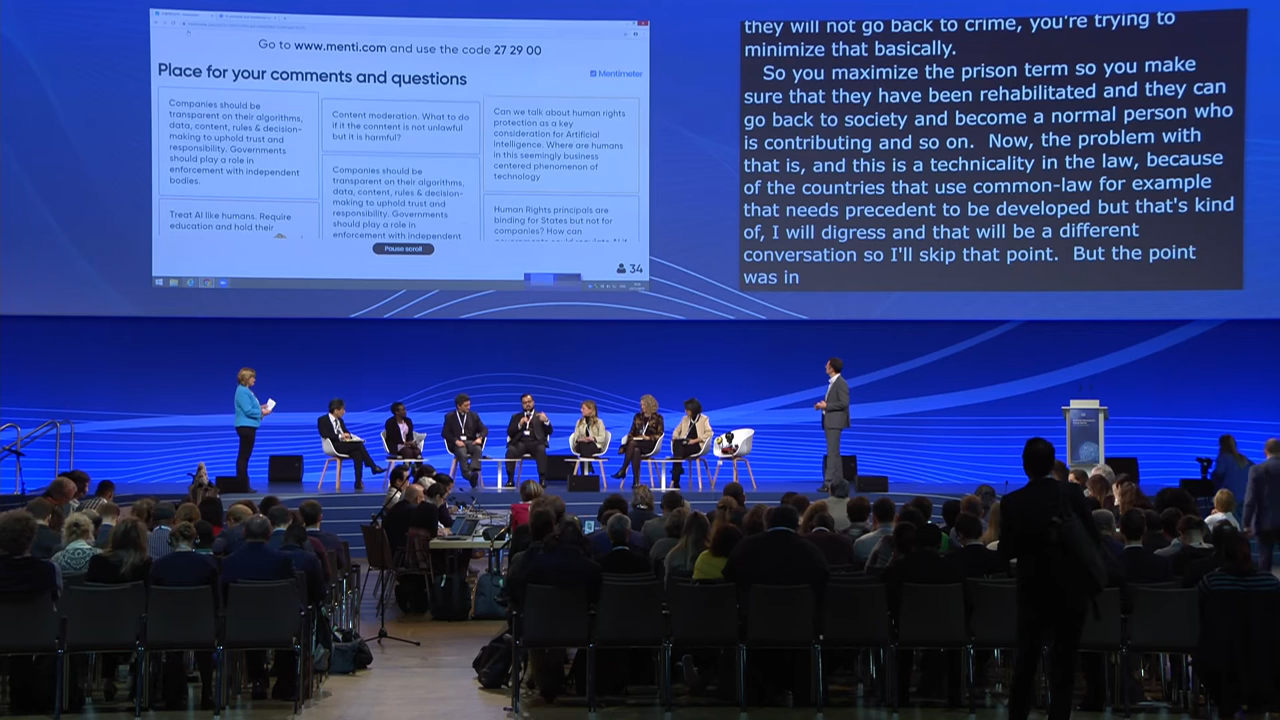 Go to www.menti.com and use the code 27 29 00
Place for your comments and questions
Mentimeter
Companies should be
transparent on their algorithms,
data, content, rules & decision-
making to uphold trust and
responsibility. Governments
should play a role in
enforcement with independent
bodies.
Treat AI like humans. Require
education and hold their
Content moderation. What to do
if it the conntent is not unlawful
but it is harmful?
Companies should be
transparent on their algorithms,
data, content, rules & decision-
making to uphold trust and
responsibility. Governments
should play a role in
enforcement with independent
Can we talk about human rights
protection as a key
consideration for Artificial
intelligence. Where are humans
in this seemingly business
centered phenomenon of
technology
Human Rights principals are
binding for States but not for
companies? How can
Pause scroll
34
they will not go back to crime, you're trying to
minimize that basically.
So you maximize the prison term so you make
sure that they have been rehabilitated and they can
go back to society and become a normal person who
is contributing and so on. Now, the problem with
that is, and this is a technicality in the law, because
of the countries that use common-law for example
that needs precedent to be developed but that's kind
of, I will digress and that will be a different
conversation so I'll skip that point. But the point
was in